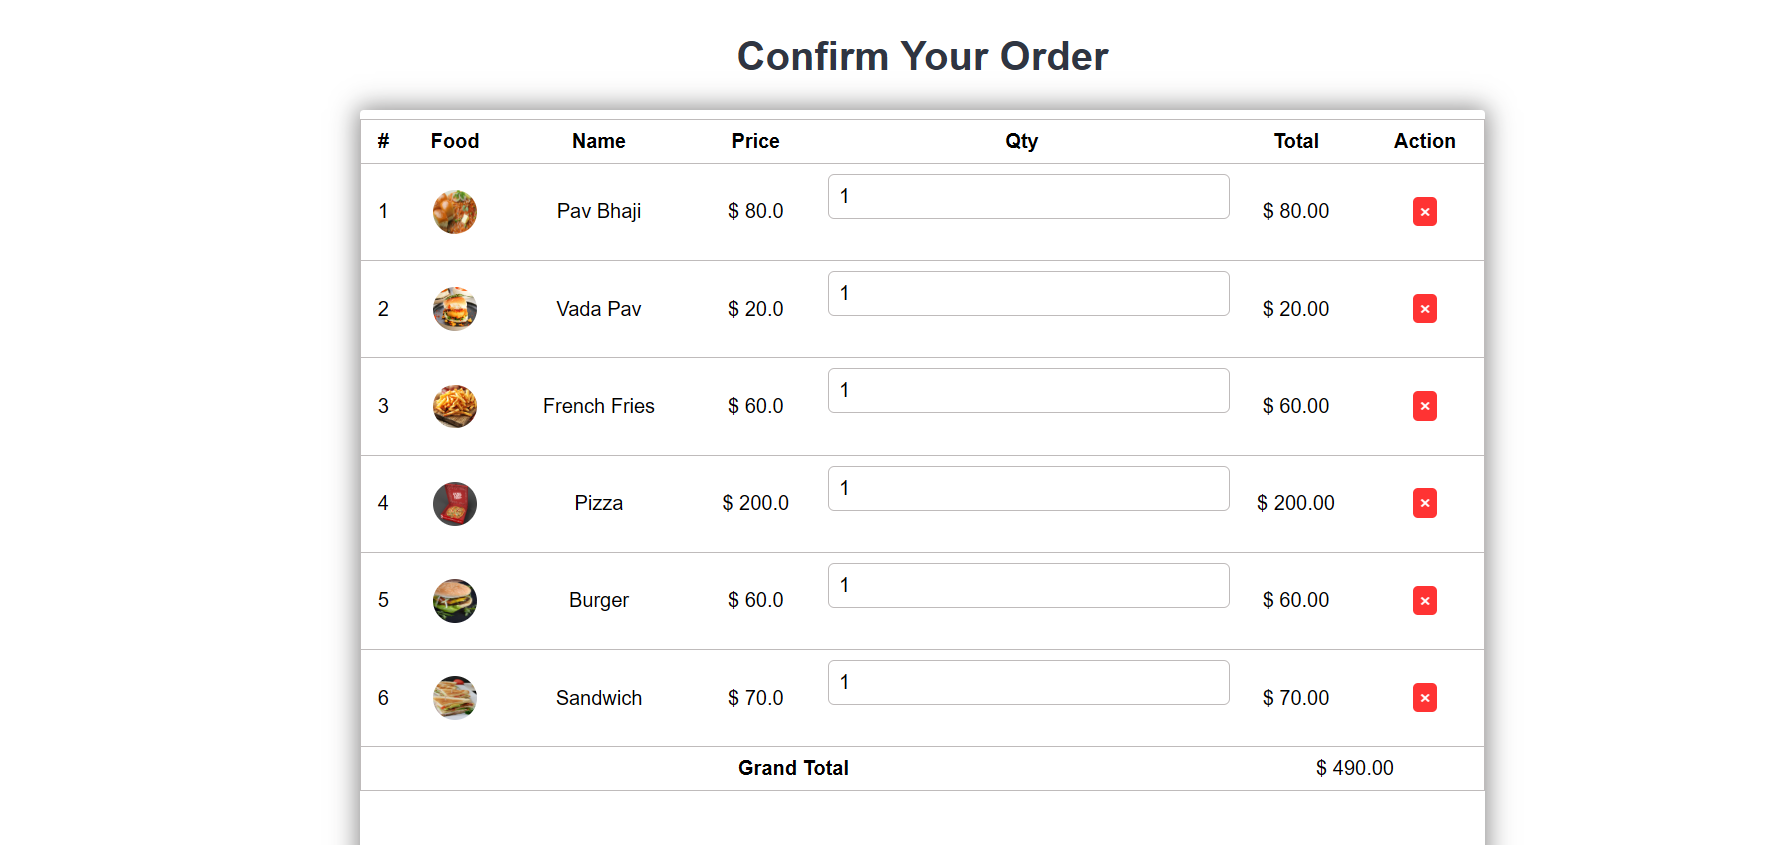 Confirm Your Order
# Food Name Price Qty Total Action
1 Pav Bhaji $ 80.0 1 $ 80.00 ×
2 Vada Pav $ 20.0 1 $ 20.00 ×
3 French Fries $ 60.0 1 $ 60.00 ×
4 Pizza $ 200.0 1 $ 200.00 ×
5 Burger $ 60.0 1 $ 60.00 ×
6 Sandwich $ 70.0 1 $ 70.00 ×
Grand Total $ 490.00